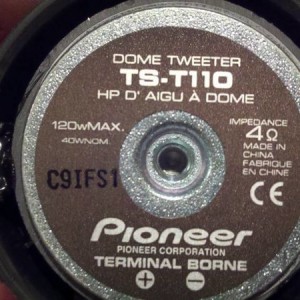 DOME TWEETER
TS-T110
HP D' AIGU À DOME
120WMAX.
40WNOM.
IMPEDANCE
4Ω
MADE IN
CHINA
FABRIQUE
EN CHINE
C9IFS1
CE
Pioneer
PIONEER CORPORATION
TERMINAL BORNE
+ -